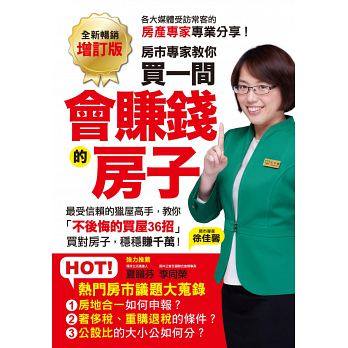 各大媒體受訪常客的
房產專家專業分享！
全新暢銷
增訂版
房市專家教你
買一間
會賺錢
的
房子
最受信賴的獵屋高手，教你
「不後悔的買屋36招」
買對房子，穩穩賺千萬！
房市專家
徐佳馨
HOT!
強力推薦
夏韻芬
李同榮
熱門房市議題大蒐錄
1 房地合一如何申報？
2 奢侈稅、重購退稅的條件？
3 公設比的大小公如何分？